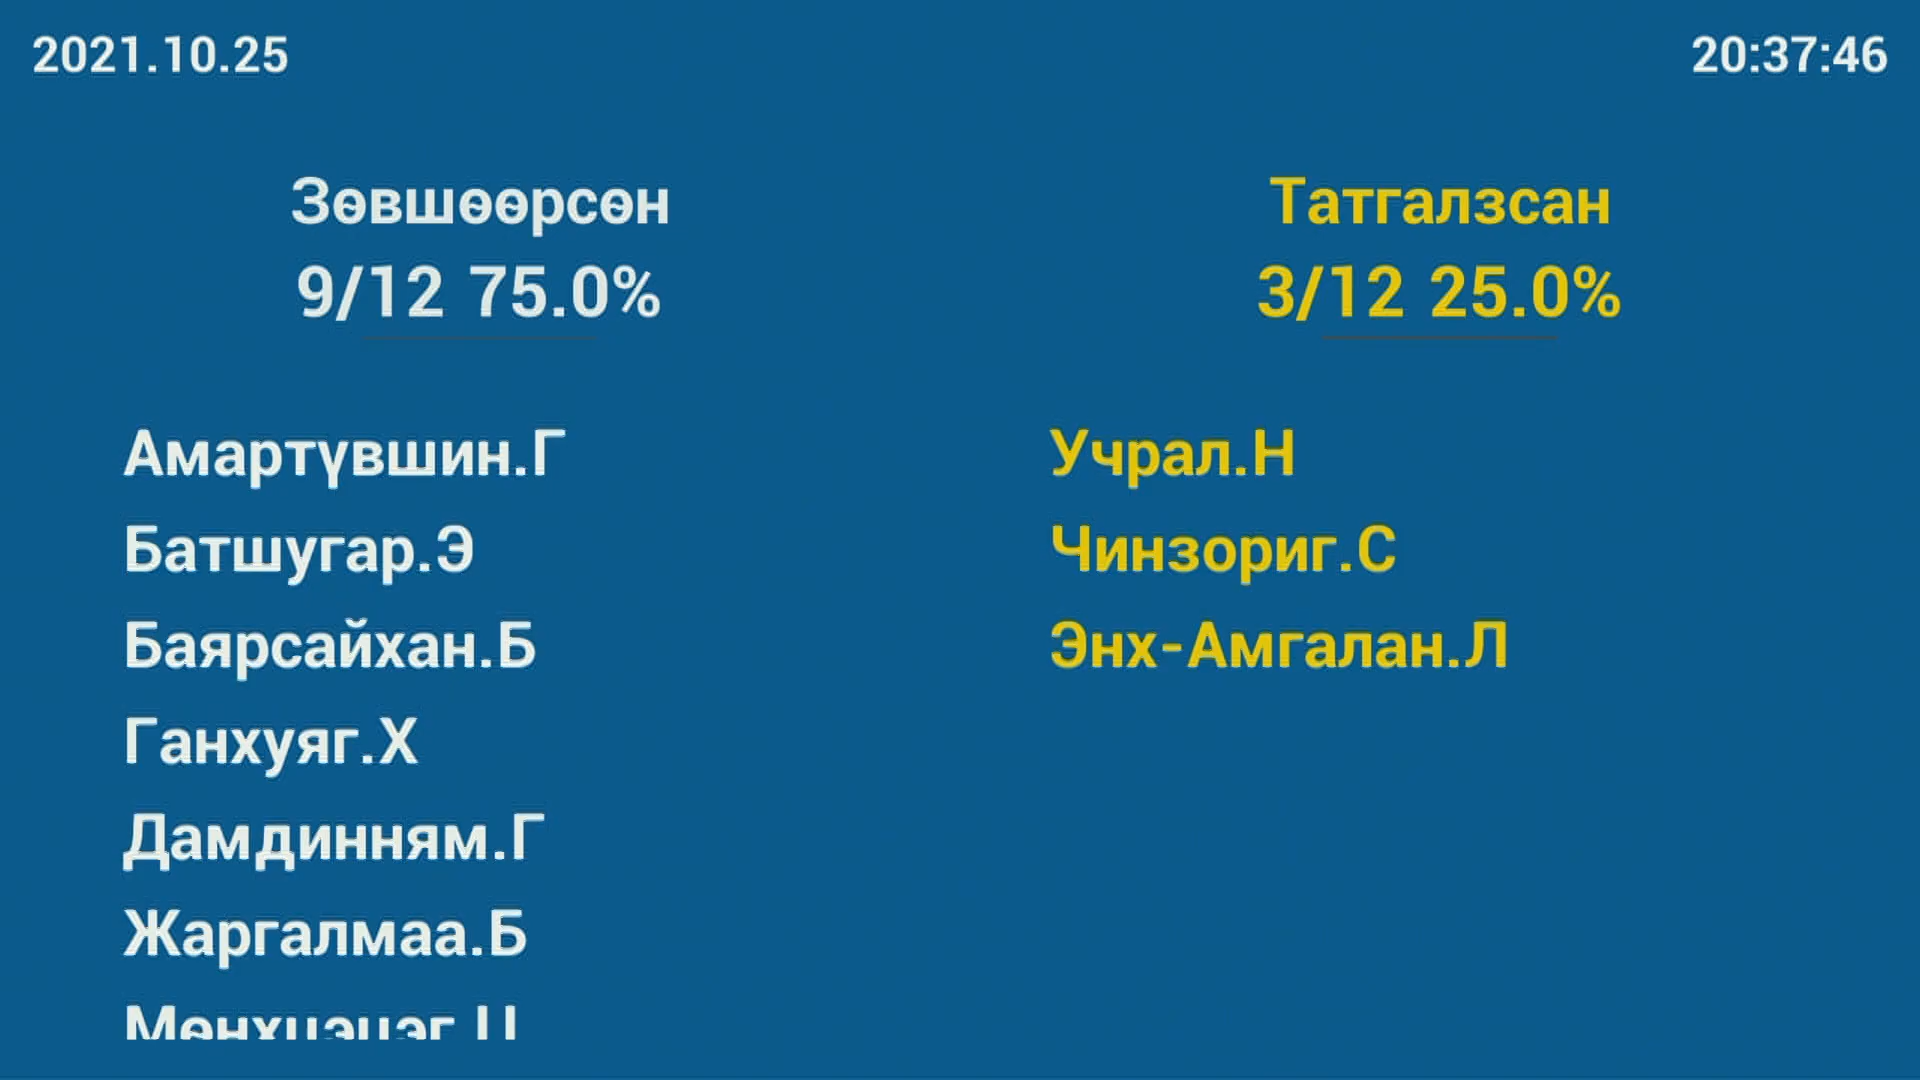 2021.10.25
20:37:46
Зөвшөөрсөн
9/12 75.0%
Татгалзсан
3/12 25.0%
Амартүвшин.Г
Батшугар.Э
Баярсайхан.Б
Ганхуяг.Х
Дамдинням.Г
Жаргалмаа.Б
Мөнхцэцэг.Ц
Учрал.Н
Чинзориг.С
Энх-Амгалан.Л